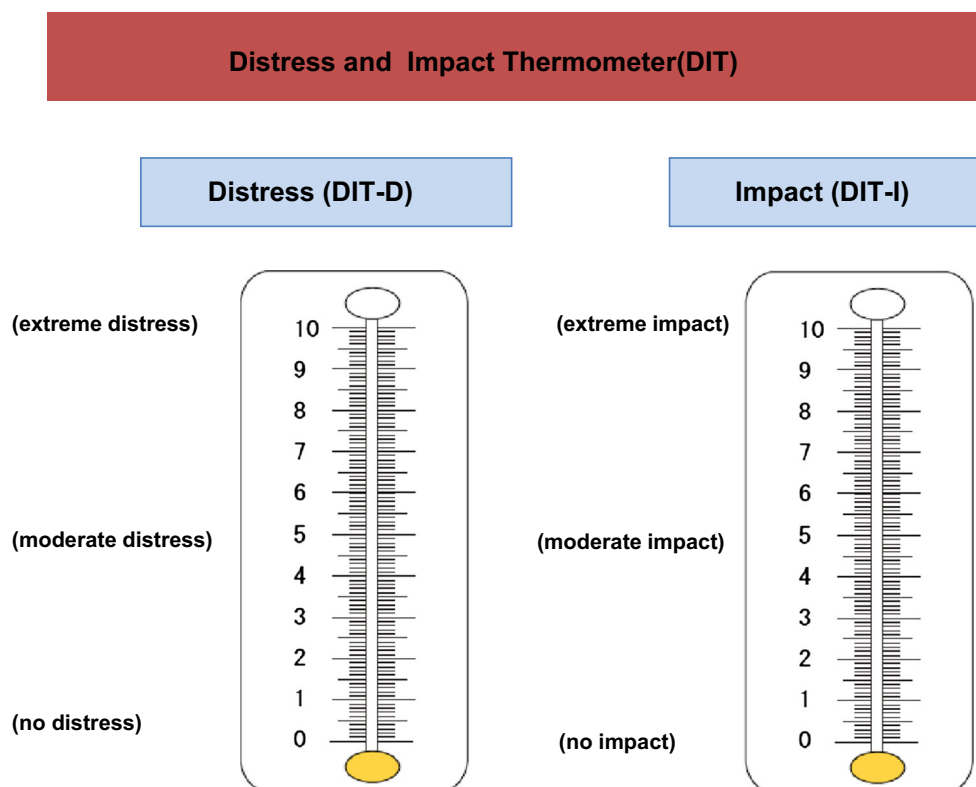 Distress and  Impact Thermometer(DIT)
Distress (DIT-D)
Impact (DIT-I)
(extreme distress)
10
9
8
7
6
(moderate distress)
5
4
3
2
1
(no distress)
0
(extreme impact)
10
9
8
7
6
(moderate impact)
5
4
3
2
1
(no impact)
0